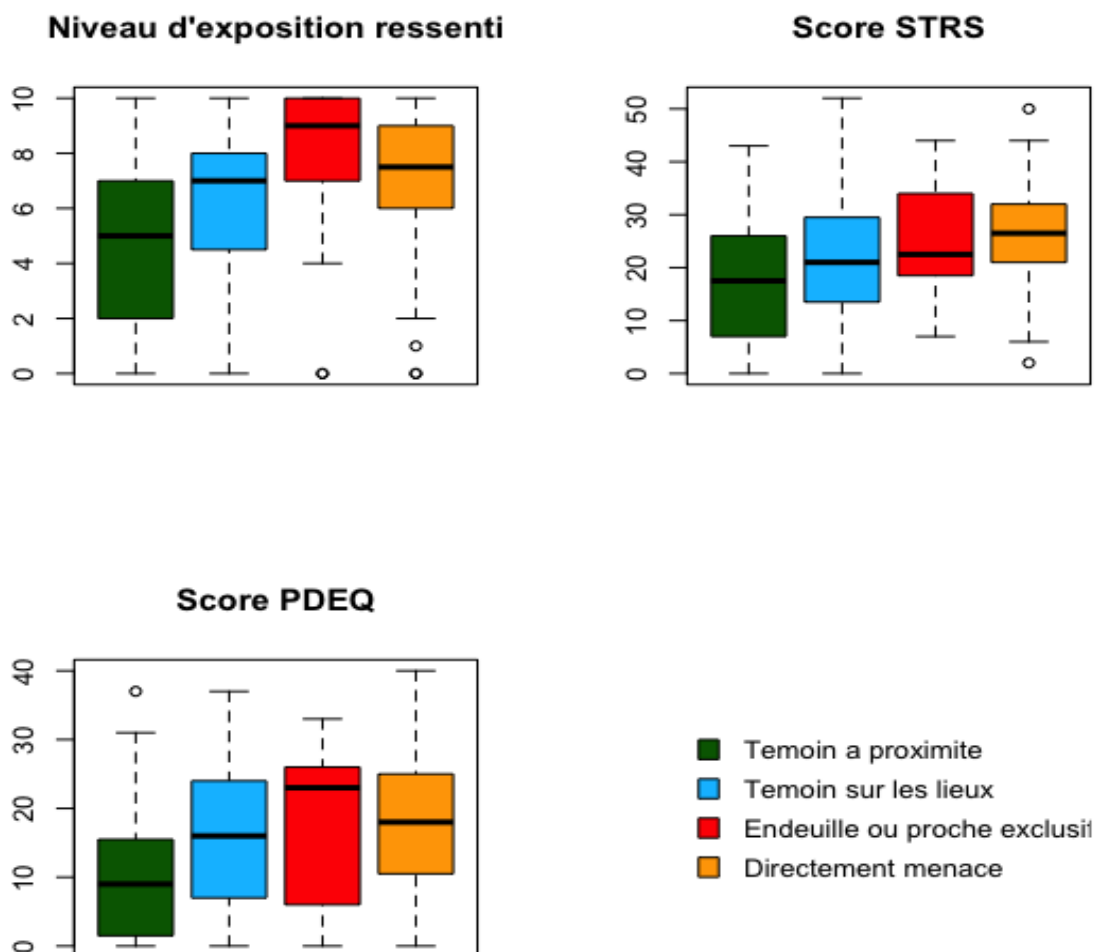 Niveau d'exposition ressenti
10
8
6
4
2
0
Score STRS
50
40
30
20
10
0
Score PDEQ
40
30
20
10
0
Temoin a proximite
Temoin sur les lieux
Endeuille ou proche exclusif
Directement menace